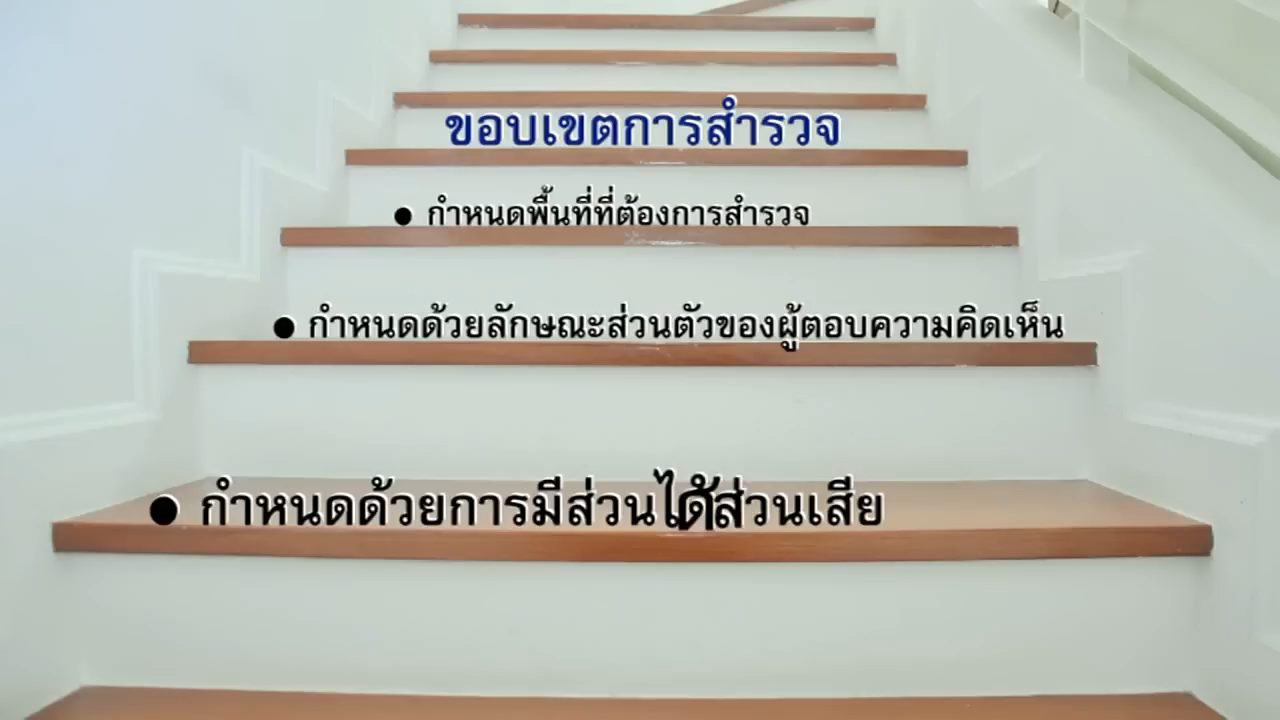 ขอบเขตการสำรวจ
● กำหนดพื้นที่ที่ต้องการสำรวจ
● กำหนดด้วยลักษณะส่วนตัวของผู้ตอบความคิดเห็น
● กำหนดด้วยการมีส่วนได้ส่วนเสีย